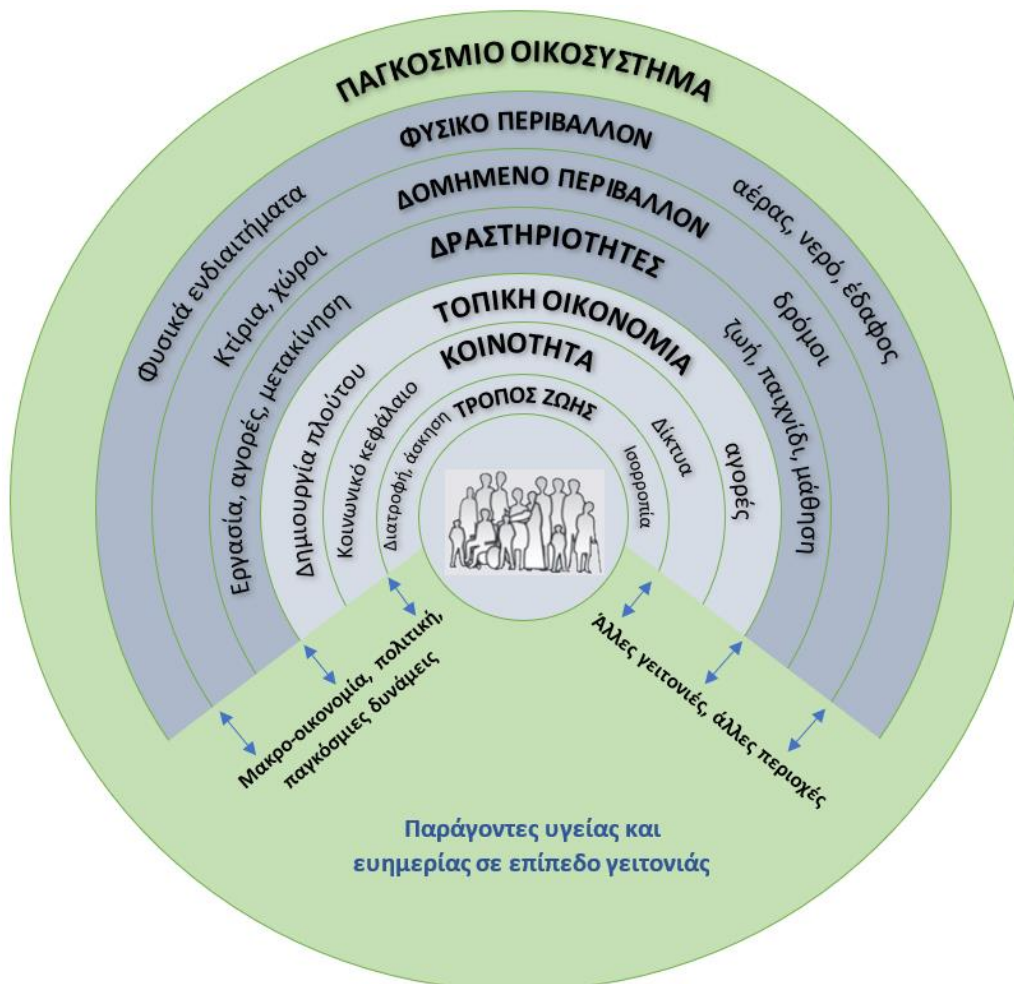 ΠΑΓΚΟΣΜΙΟ ΟΙΚΟΣΥΣΤΗΜΑ
ΦΥΣΙΚΟ ΠΕΡΙΒΑΛΛΟΝ
Φυσικά ενδιαιτήματα
αέρας, νερό, έδαφος
ΔΟΜΗΜΕΝΟ ΠΕΡΙΒΑΛΛΟΝ
Κτίρια, χώροι
δρόμοι
ΔΡΑΣΤΗΡΙΟΤΗΤΕΣ
Εργασία, αγορές, μετακίνηση
ζωή, παιχνίδι, μάθηση
ΤΟΠΙΚΗ ΟΙΚΟΝΟΜΙΑ
Δημιουργία πλούτου
αγορές
ΚΟΙΝΟΤΗΤΑ
Κοινωνικό κεφάλαιο
Δίκτυα
ΤΡΟΠΟΣ ΖΩΗΣ
Διατροφή, άσκηση
Ισορροπία
Μακρο-οικονομία, πολιτική,
παγκόσμιες δυνάμεις
Άλλες γειτονιές, άλλες περιοχές
Παράγοντες υγείας και
ευημερίας σε επίπεδο γειτονιάς